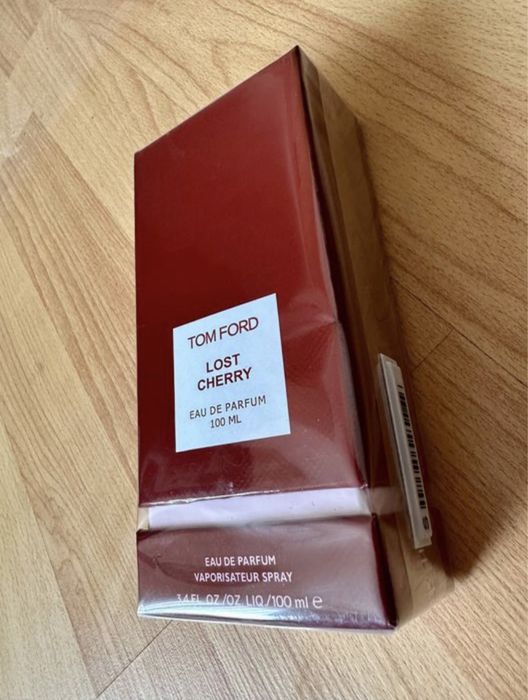 TOM FORD
LOST
CHERRY
EAU DE PARFUM
100 ML
EAU DE PARFUM
VAPORISATEUR SPRAY
3.4 FL OZ /OZ LIQ /100 ml e